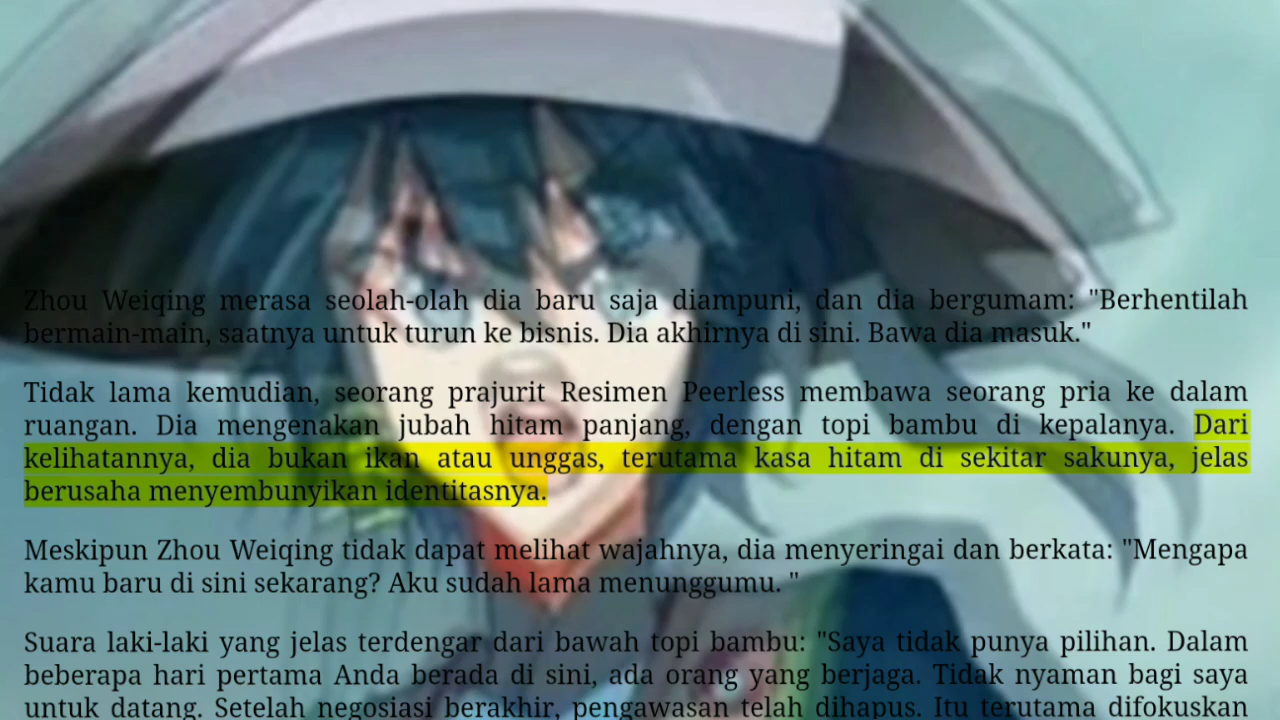 Zhou Weiqing merasa seolah-olah dia baru saja diampuni, dan dia bergumam: "Berhentilah
bermain-main, saatnya untuk turun ke bisnis. Dia akhirnya di sini. Bawa dia masuk."
Tidak lama kemudian, seorang prajurit Resimen Peerless membawa seorang pria ke dalam
ruangan. Dia mengenakan jubah hitam panjang, dengan topi bambu di kepalanya. Dari
kelihatannya, dia bukan ikan atau unggas, terutama kasa hitam di sekitar sakunya, jelas
berusaha menyembunyikan identitasnya.
Meskipun Zhou Weiqing tidak dapat melihat wajahnya, dia menyeringai dan berkata: "Mengapa
kamu baru di sini sekarang? Aku sudah lama menunggumu. "
Suara laki-laki yang jelas terdengar dari bawah topi bambu: "Saya tidak punya pilihan. Dalam
beberapa hari pertama Anda berada di sini, ada orang yang berjaga. Tidak nyaman bagi saya
untuk datang. Setelah negosiasi berakhir, pengawasan telah dihapus. Itu terutama difokuskan